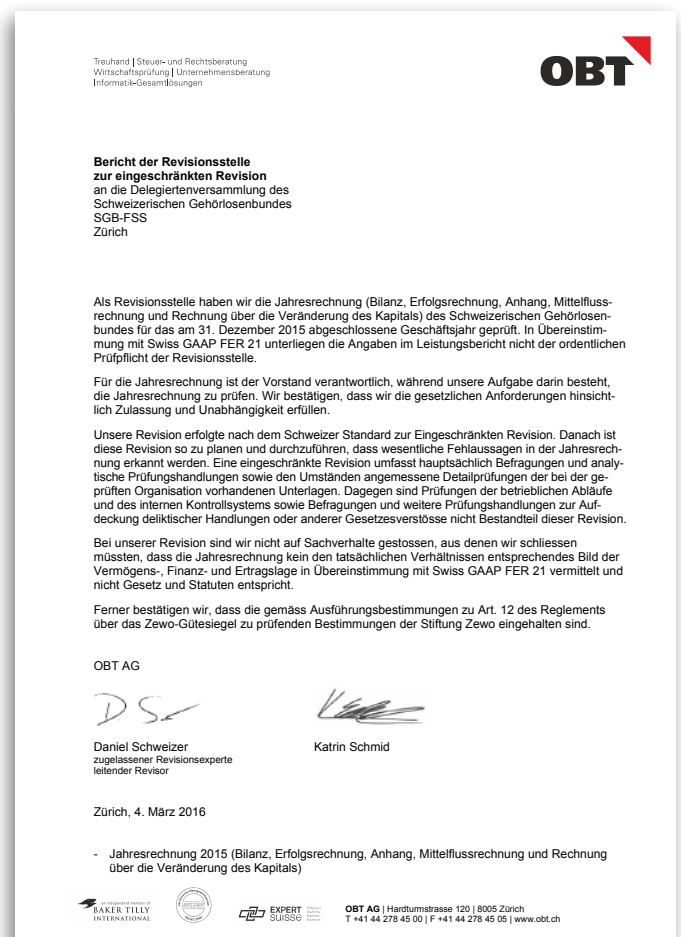 Treuhand | Steuer- und Rechtsberatung
Wirtschaftsprüfung | Unternehmensberatung
Informatik-Gesamtlösungen
OBT
Bericht der Revisionsstelle
zur eingeschränkten Revision
an die Delegiertenversammlung des
Schweizerischen Gehörlosenbundes
SGB-FSS
Zürich
Als Revisionsstelle haben wir die Jahresrechnung (Bilanz, Erfolgsrechnung, Anhang, Mittelfluss-
rechnung und Rechnung über die Veränderung des Kapitals) des Schweizerischen Gehörlosen-
bundes für das am 31. Dezember 2015 abgeschlossene Geschäftsjahr geprüft. In Übereinstim-
mung mit Swiss GAAP FER 21 unterliegen die Angaben im Leistungsbericht nicht der ordentlichen
Prüfpflicht der Revisionsstelle.
Für die Jahresrechnung ist der Vorstand verantwortlich, während unsere Aufgabe darin besteht,
die Jahresrechnung zu prüfen. Wir bestätigen, dass wir die gesetzlichen Anforderungen hinsicht-
lich Zulassung und Unabhängigkeit erfüllen.
Unsere Revision erfolgte nach dem Schweizer Standard zur Eingeschränkten Revision. Danach ist
diese Revision so zu planen und durchzuführen, dass wesentliche Fehlaussagen in der Jahresrech-
nung erkannt werden. Eine eingeschränkte Revision umfasst hauptsächlich Befragungen und analy-
tische Prüfungshandlungen sowie den Umständen angemessene Detailprüfungen der bei der ge-
prüften Organisation vorhandenen Unterlagen. Dagegen sind Prüfungen der betrieblichen Abläufe
und des internen Kontrollsystems sowie Befragungen und weitere Prüfungshandlungen zur Auf-
deckung deliktischer Handlungen oder anderer Gesetzesverstösse nicht Bestandteil dieser Revision.
Bei unserer Revision sind wir nicht auf Sachverhalte gestossen, aus denen wir schliessen
müssten, dass die Jahresrechnung kein den tatsächlichen Verhältnissen entsprechendes Bild der
Vermögens-, Finanz- und Ertragslage in Übereinstimmung mit Swiss GAAP FER 21 vermittelt und
nicht Gesetz und Statuten entspricht.
Ferner bestätigen wir, dass die gemäss Ausführungsbestimmungen zu Art. 12 des Reglements
über das Zewo-Gütesiegel zu prüfenden Bestimmungen der Stiftung Zewo eingehalten sind.
OBT AG
Daniel Schweizer Katrin Schmid
zugelassener Revisionsexperte
leitender Revisor
Zürich, 4. März 2016
- Jahresrechnung 2015 (Bilanz, Erfolgsrechnung, Anhang, Mittelflussrechnung und Rechnung
über die Veränderung des Kapitals)
an independent member of
BAKER TILLY
INTERNATIONAL
EXPERT
SUISSE
OBT AG | Hardturmstrasse 120 | 8005 Zürich
T +41 44 278 45 00 | F +41 44 278 45 05 | www.obt.ch